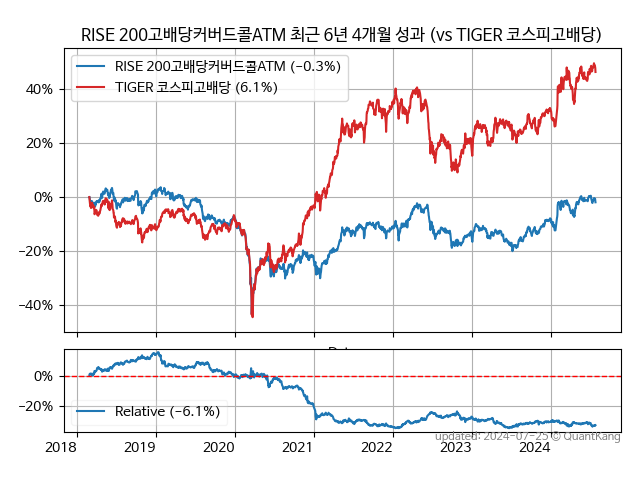 RISE 200고배당커버드콜ATM 최근 6년 4개월 성과 (vs TIGER 코스피고배당)
RISE 200고배당커버드콜ATM (−0.3%)
TIGER 코스피고배당 (6.1%)
40%
20%
0%
−20%
−40%
0%
−20%
Relative (−6.1%)
updated: 2024-07-25 © QuantKang
2018
2019
2020
2021
2022
2023
2024